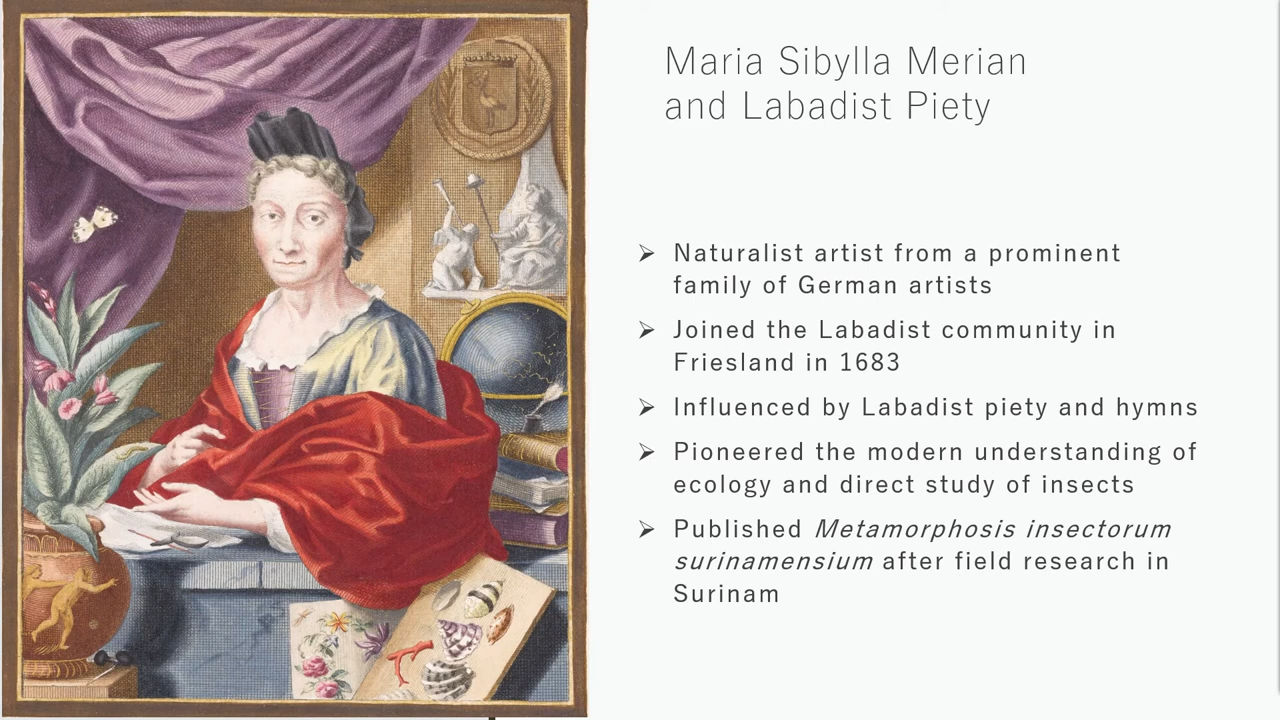 Maria Sibylla Merian
and Labadist Piety
➢ Naturalist artist from a prominent
family of German artists
➢ Joined the Labadist community in
Friesland in 1683
➢ Influenced by Labadist piety and hymns
➢ Pioneered the modern understanding of
ecology and direct study of insects
➢ Published Metamorphosis insectorum
surinamensium after field research in
Surinam